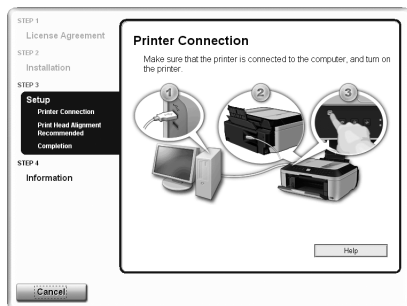 STEP 1
License Agreement
STEP 2
Installation
STEP 3
Setup
Printer Connection
Print Head Alignment
Recommended
Completion
STEP 4
Information
Cancel
Printer Connection
Make sure that the printer is connected to the computer, and turn on
the printer.
1
2
3
Help